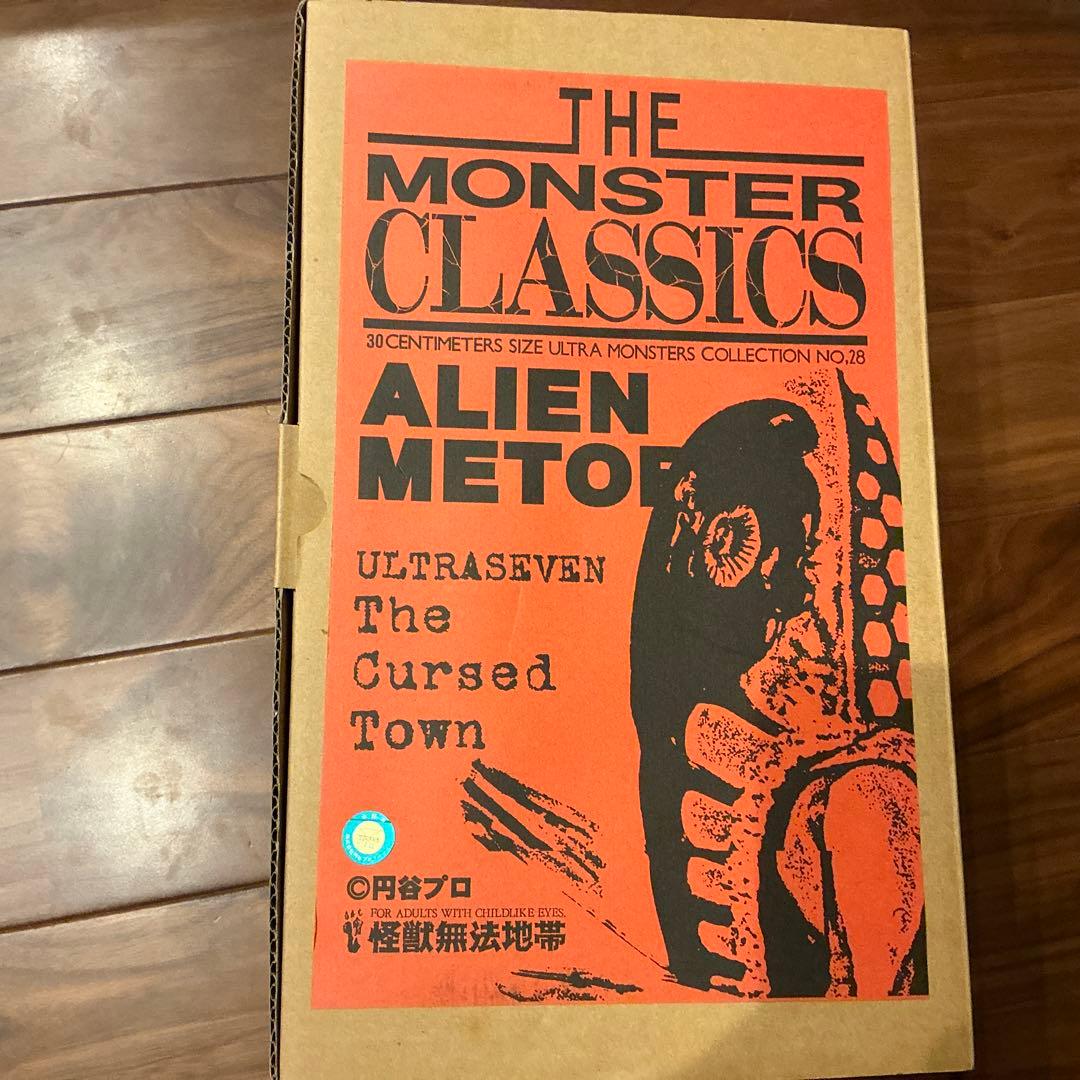 THE
MONSTER
CLASSICS
30 CENTIMETERS SIZE ULTRA MONSTERS COLLECTION NO,28
ALIEN
METOR
ULTRASEVEN
The
Cursed
Town
©円谷プロ
FOR ADULTS WITH CHILDLIKE EYES.
怪獣無法地帯